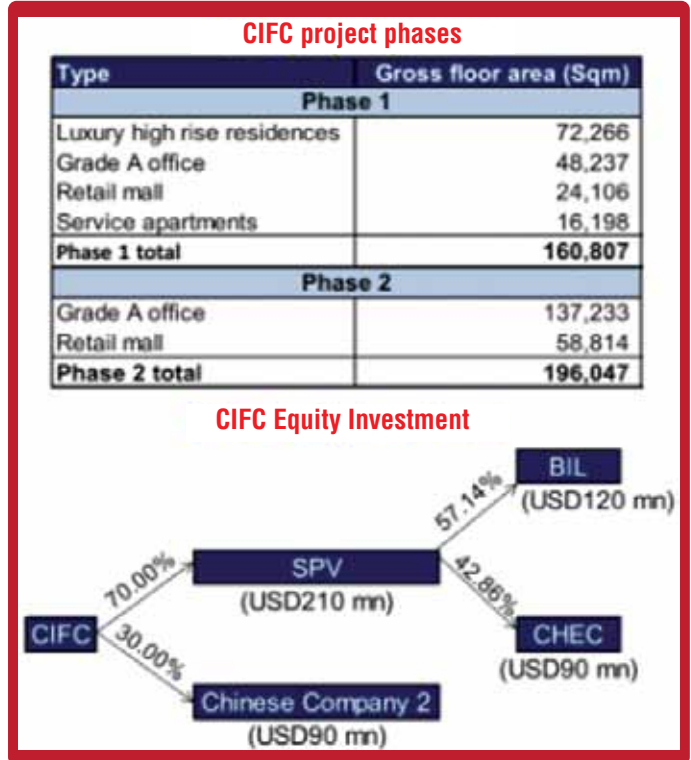 CIFC project phases
Type Gross floor area (Sqm)
Phase 1
Luxury high rise residences 72,266
Grade A office 48,237
Retail mall 24,106
Service apartments 16,198
Phase 1 total 160,807
Phase 2
Grade A office 137,233
Retail mall 58,814
Phase 2 total 196,047
CIFC Equity Investment
BIL
(USD120 mn)
57.14%
70.00%
SPV
(USD210 mn)
42.86%
CIFC
CHEC
(USD90 mn)
30.00%
Chinese Company 2
(USD90 mn)